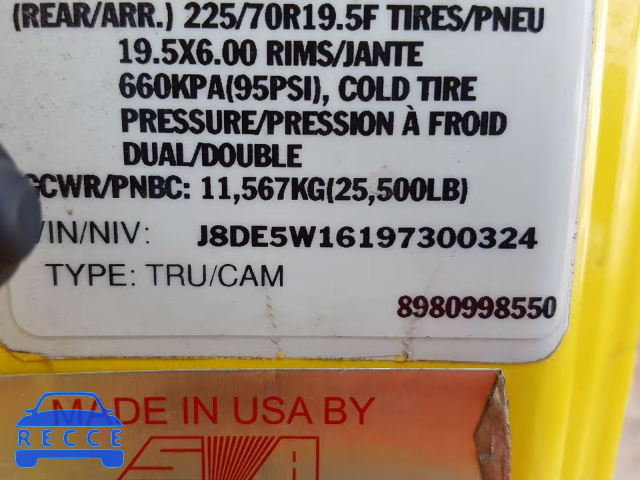 (REAR/ARR.) 225/70R19.5F TIRES/PNEU
19.5X6.00 RIMS/JANTE
660KPA(95PSI), COLD TIRE
PRESSURE/PRESSION À FROID
DUAL/DOUBLE
GCWR/PNBC: 11,567KG(25,500LB)
VIN/NIV: J8DE5W16197300324
TYPE: TRU/CAM
8980998550
MADE IN USA BY
RECCE